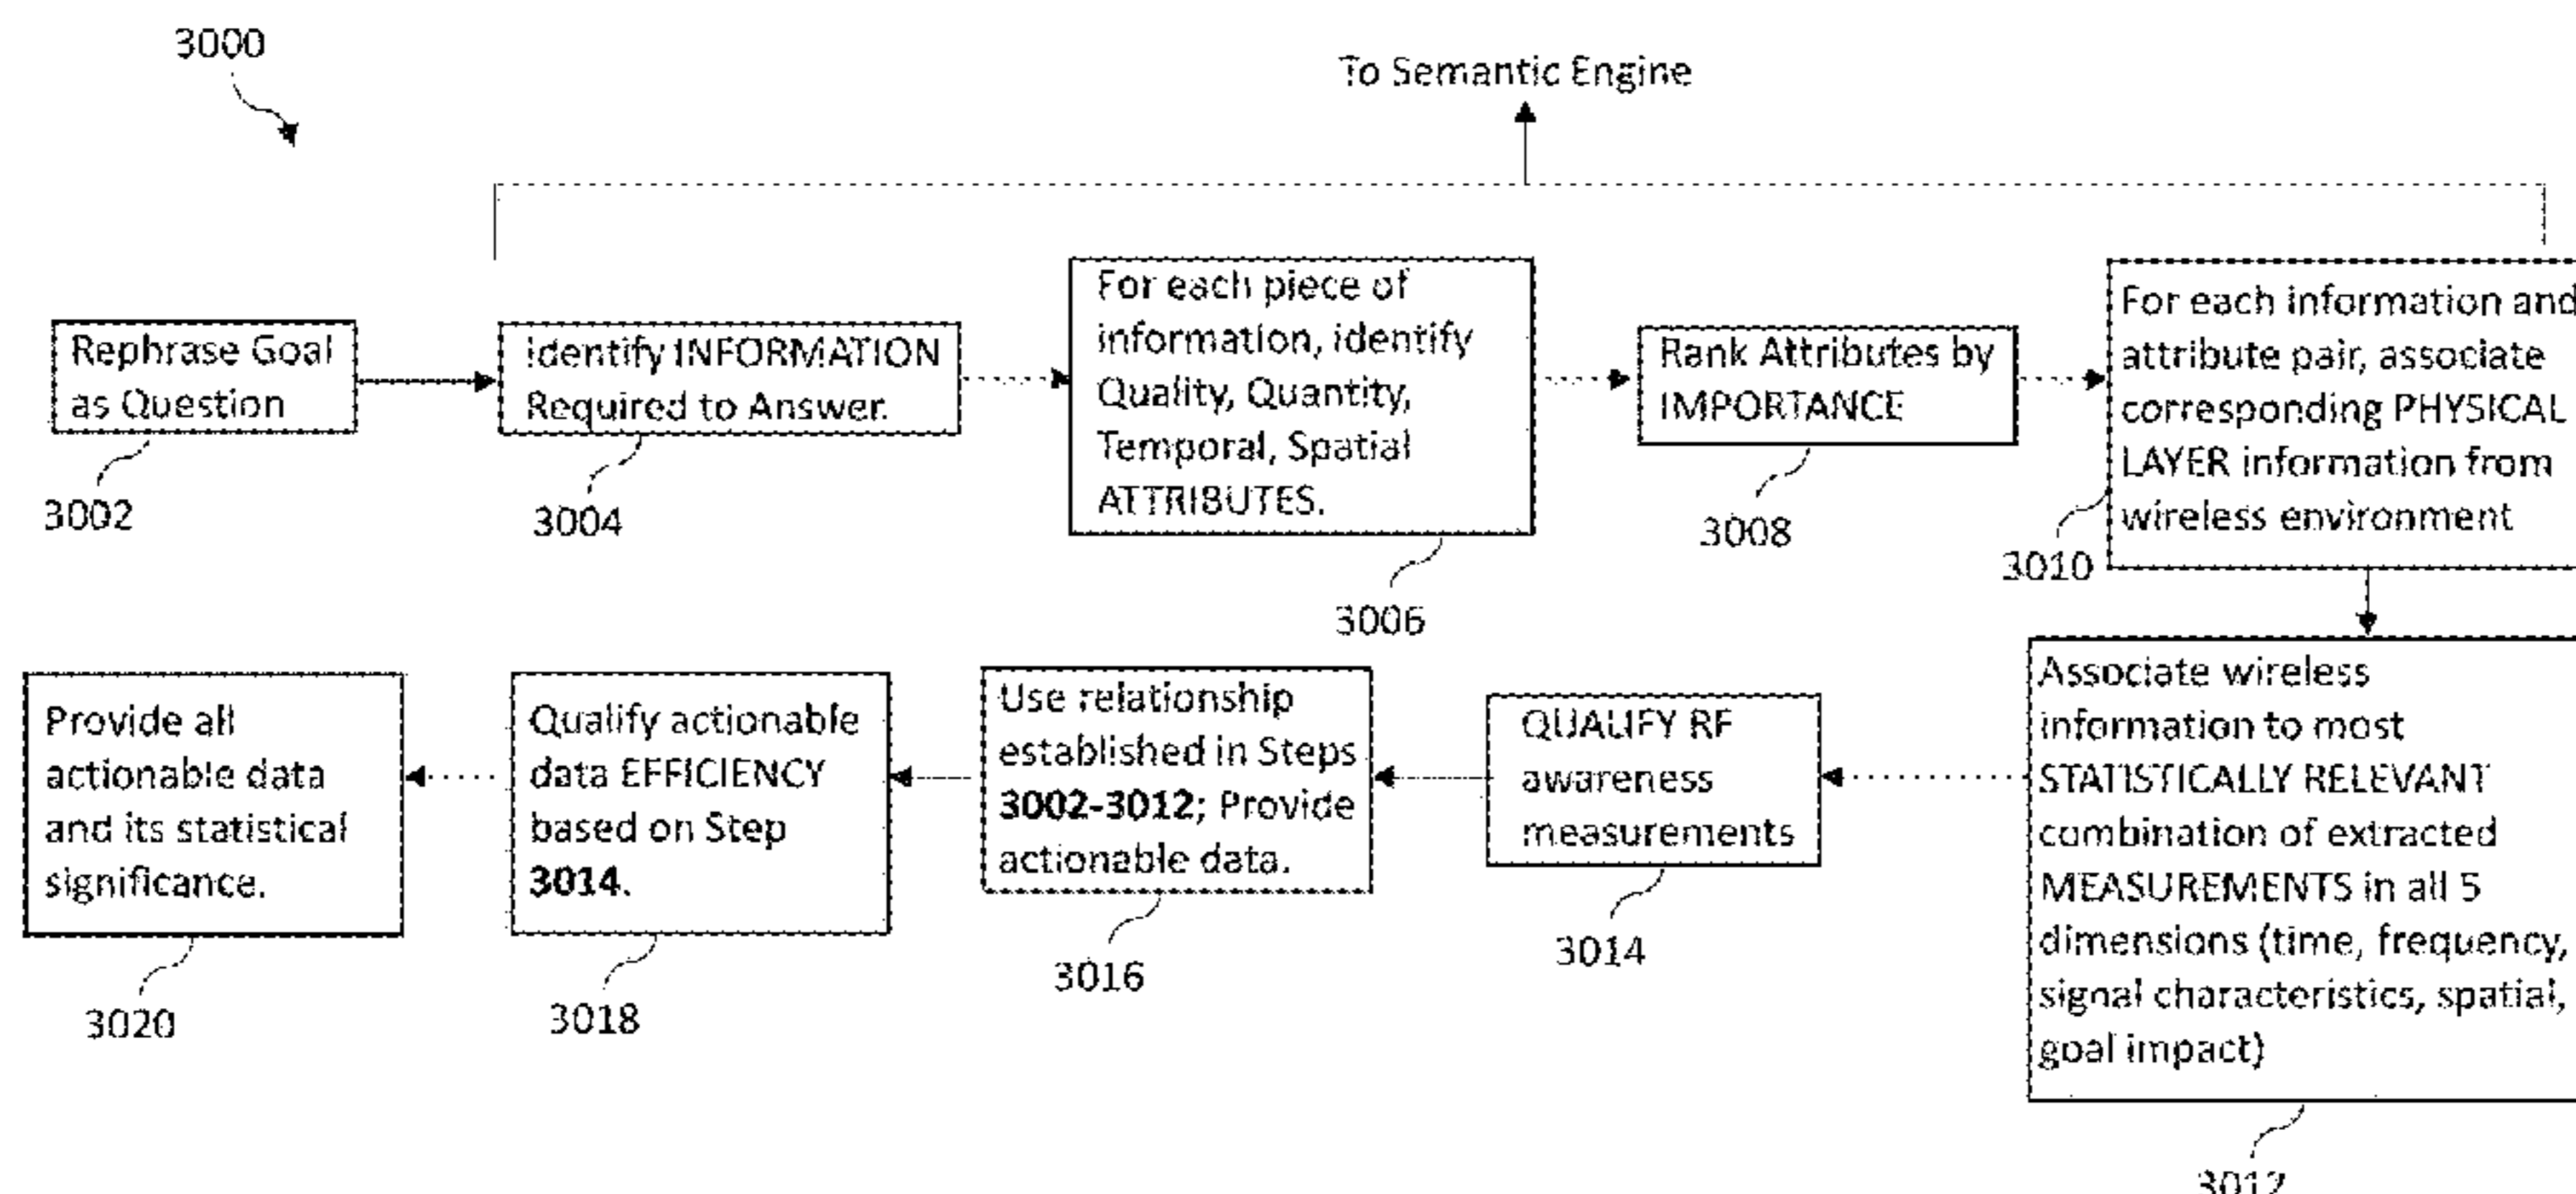 3000
To Semantic Engine
Rephrase Goal
as Question
3002
Identify INFORMATION
Required to Answer.
3004
For each piece of
information, identify
Quality, Quantity,
Temporal, Spatial
ATTRIBUTES.
3006
Rank Attributes by
IMPORTANCE
3008
For each information and
attribute pair, associate
corresponding PHYSICAL
LAYER information from
wireless environment
3010
Associate wireless
information to most
STATISTICALLY RELEVANT
combination of extracted
MEASUREMENTS in all 5
dimensions (time, frequency,
signal characteristics, spatial,
goal impact)
3012
QUALIFY RF
awareness
measurements
3014
Use relationship
established in Steps
3002-3012; Provide
actionable data.
3016
Qualify actionable
data EFFICIENCY
based on Step
3014.
3018
Provide all
actionable data
and its statistical
significance.
3020